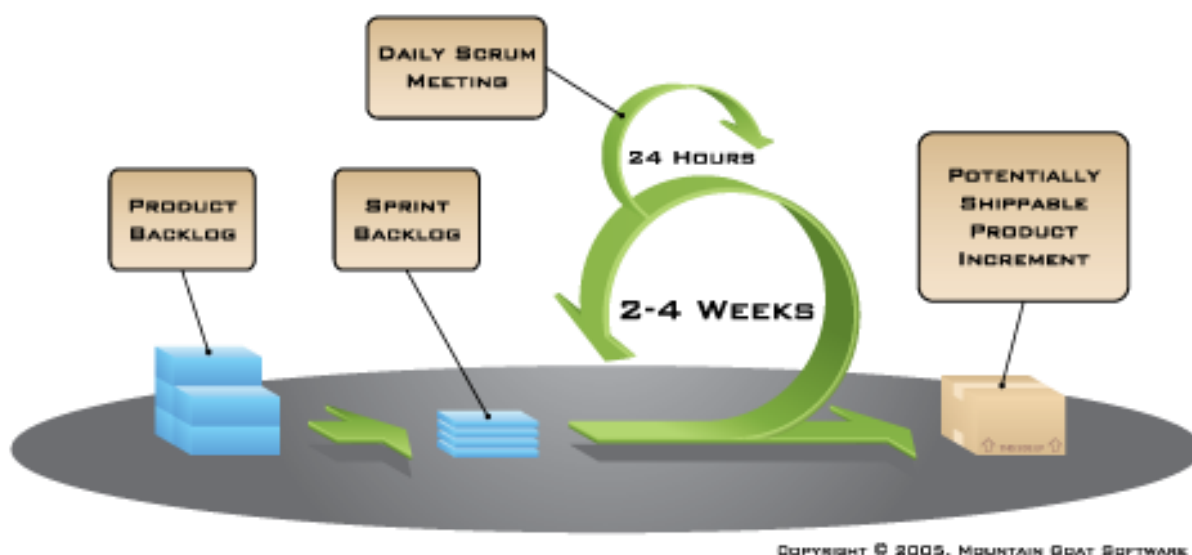 DAILY SCRUM
MEETING
24 HOURS
PRODUCT
BACKLOG
SPRINT
BACKLOG
POTENTIALLY
SHIPPABLE
PRODUCT
INCREMENT
2-4 WEEKS
COPYRIGHT © 2005, MOUNTAIN GOAT SOFTWARE